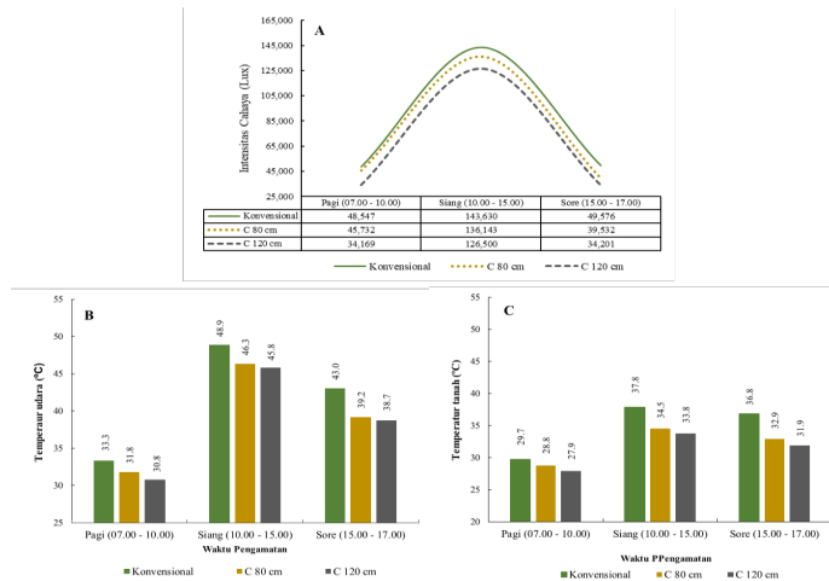 A
Intensitas Cahaya (Lux)
165,000
145,000
125,000
105,000
85,000
65,000
45,000
25,000
Pagi (07.00 - 10.00) Siang (10.00 - 15.00) Sore (15.00 - 17.00)
Konvensional 48,547 143,630 49,576
C 80 cm 45,732 136,143 39,532
C 120 cm 34,169 126,500 34,201
Konvensional C 80 cm C 120 cm
B
Temperaur udara (°C)
55
50
45
40
35
30
25
33.3 31.8 30.8
48.9 46.3 45.8
43.0 39.2 38.7
Pagi (07.00 - 10.00) Siang (10.00 - 15.00) Sore (15.00 - 17.00)
Waktu Pengamatan
Konvensional C 80 cm C 120 cm
C
Temperatur tanah (°C)
55
50
45
40
35
30
25
20
29.7 28.8 27.9
37.8 34.5 33.8
36.8 32.9 31.9
Pagi (07.00 - 10.00) Siang (10.00 - 15.00) Sore (15.00 - 17.00)
Waktu PPengamatan
Konvensional C 80 cm C 120 cm